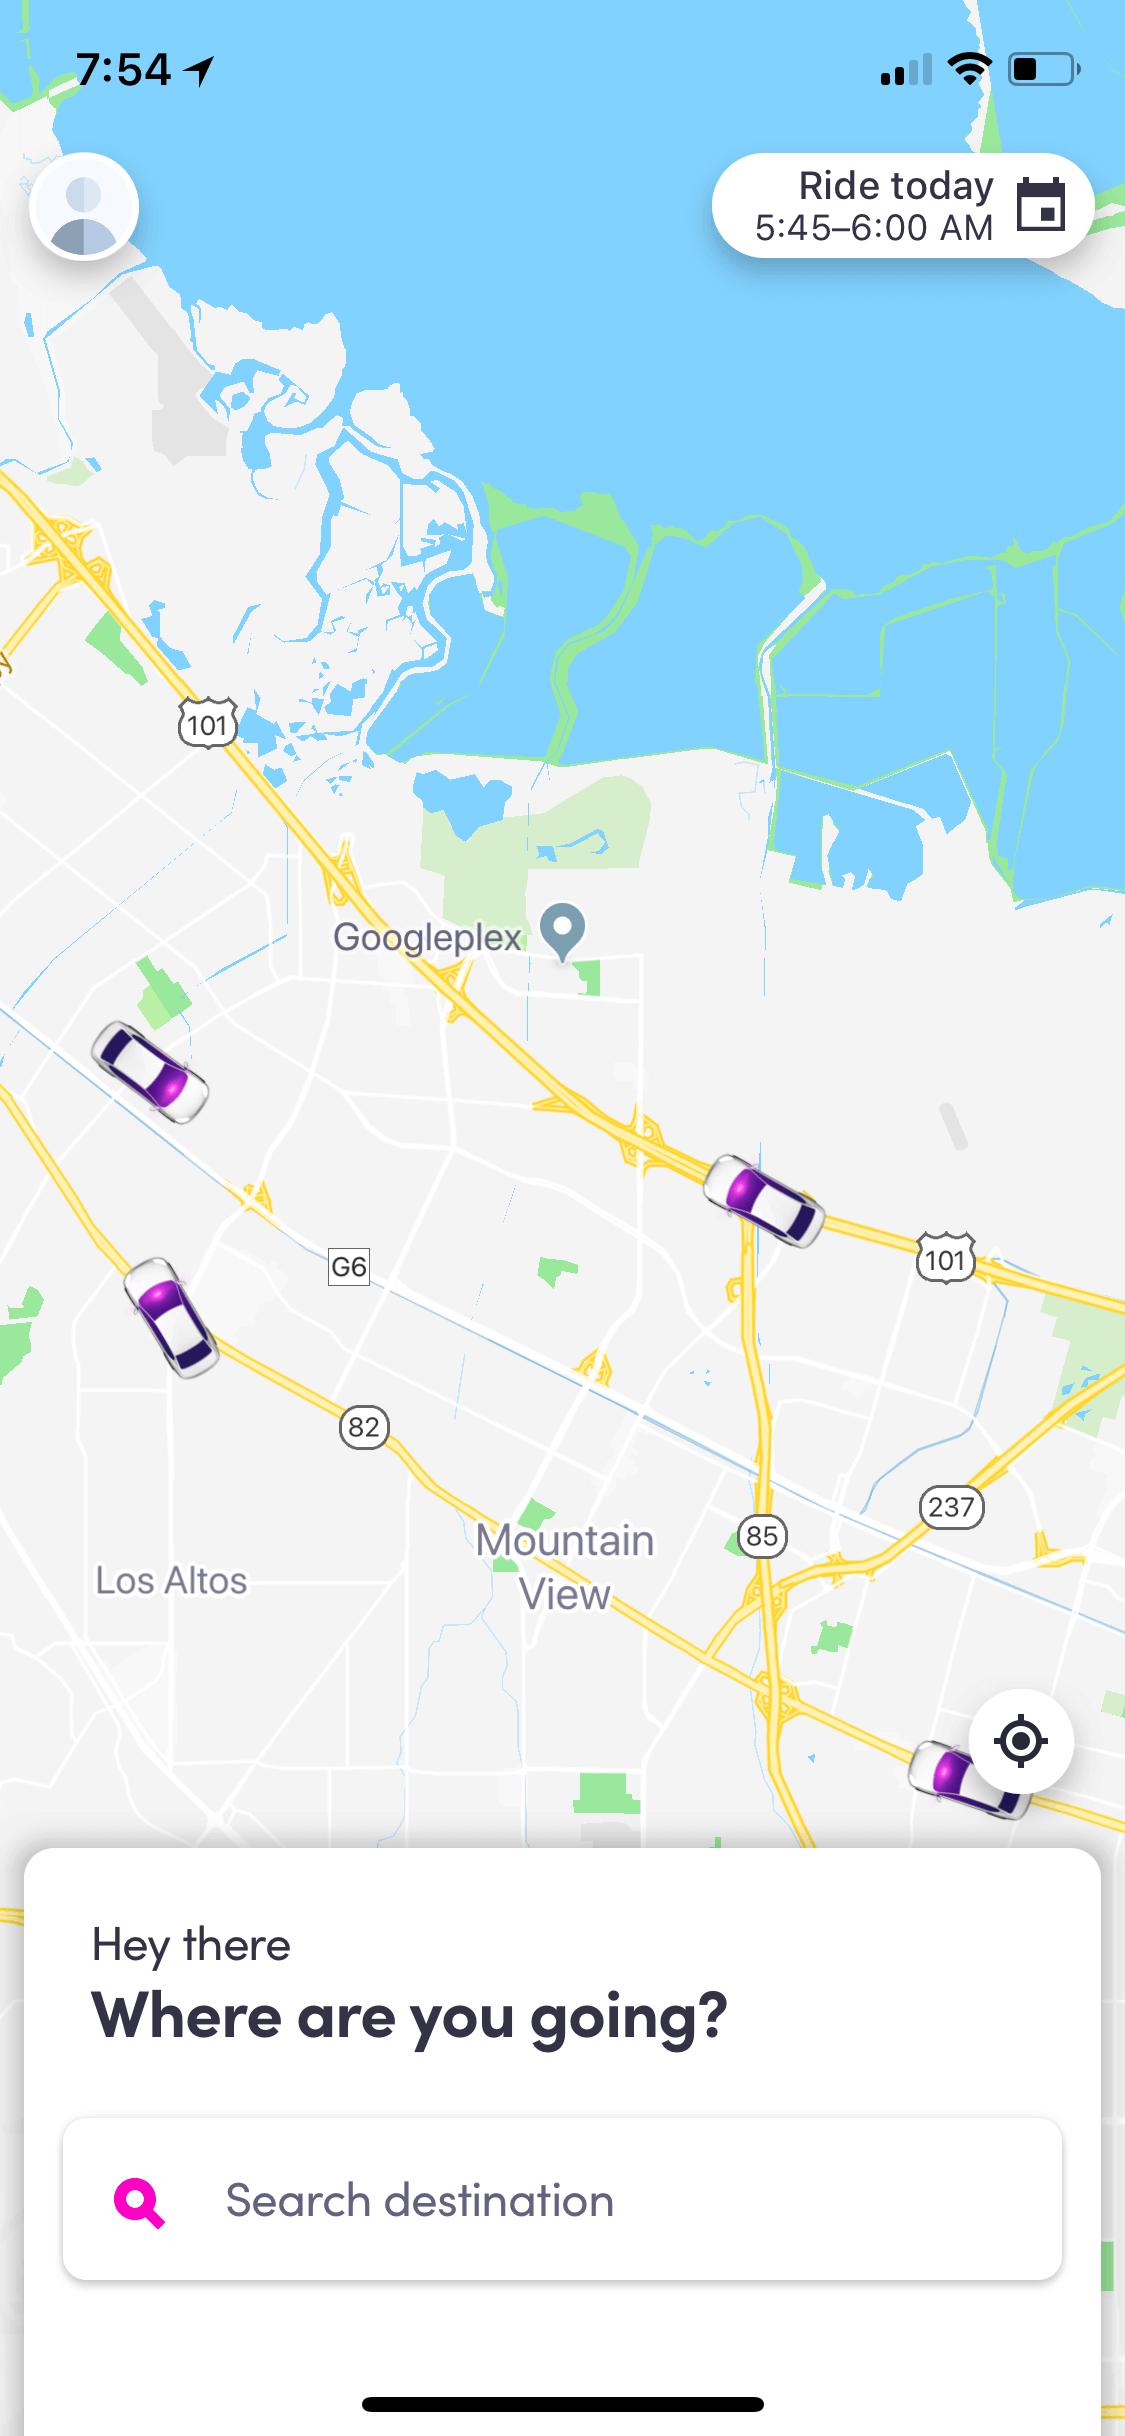 7:54
Ride today
5:45–6:00 AM
101
Googleplex
101
G6
82
237
85
Mountain
View
Los Altos
Hey there
Where are you going?
Search destination